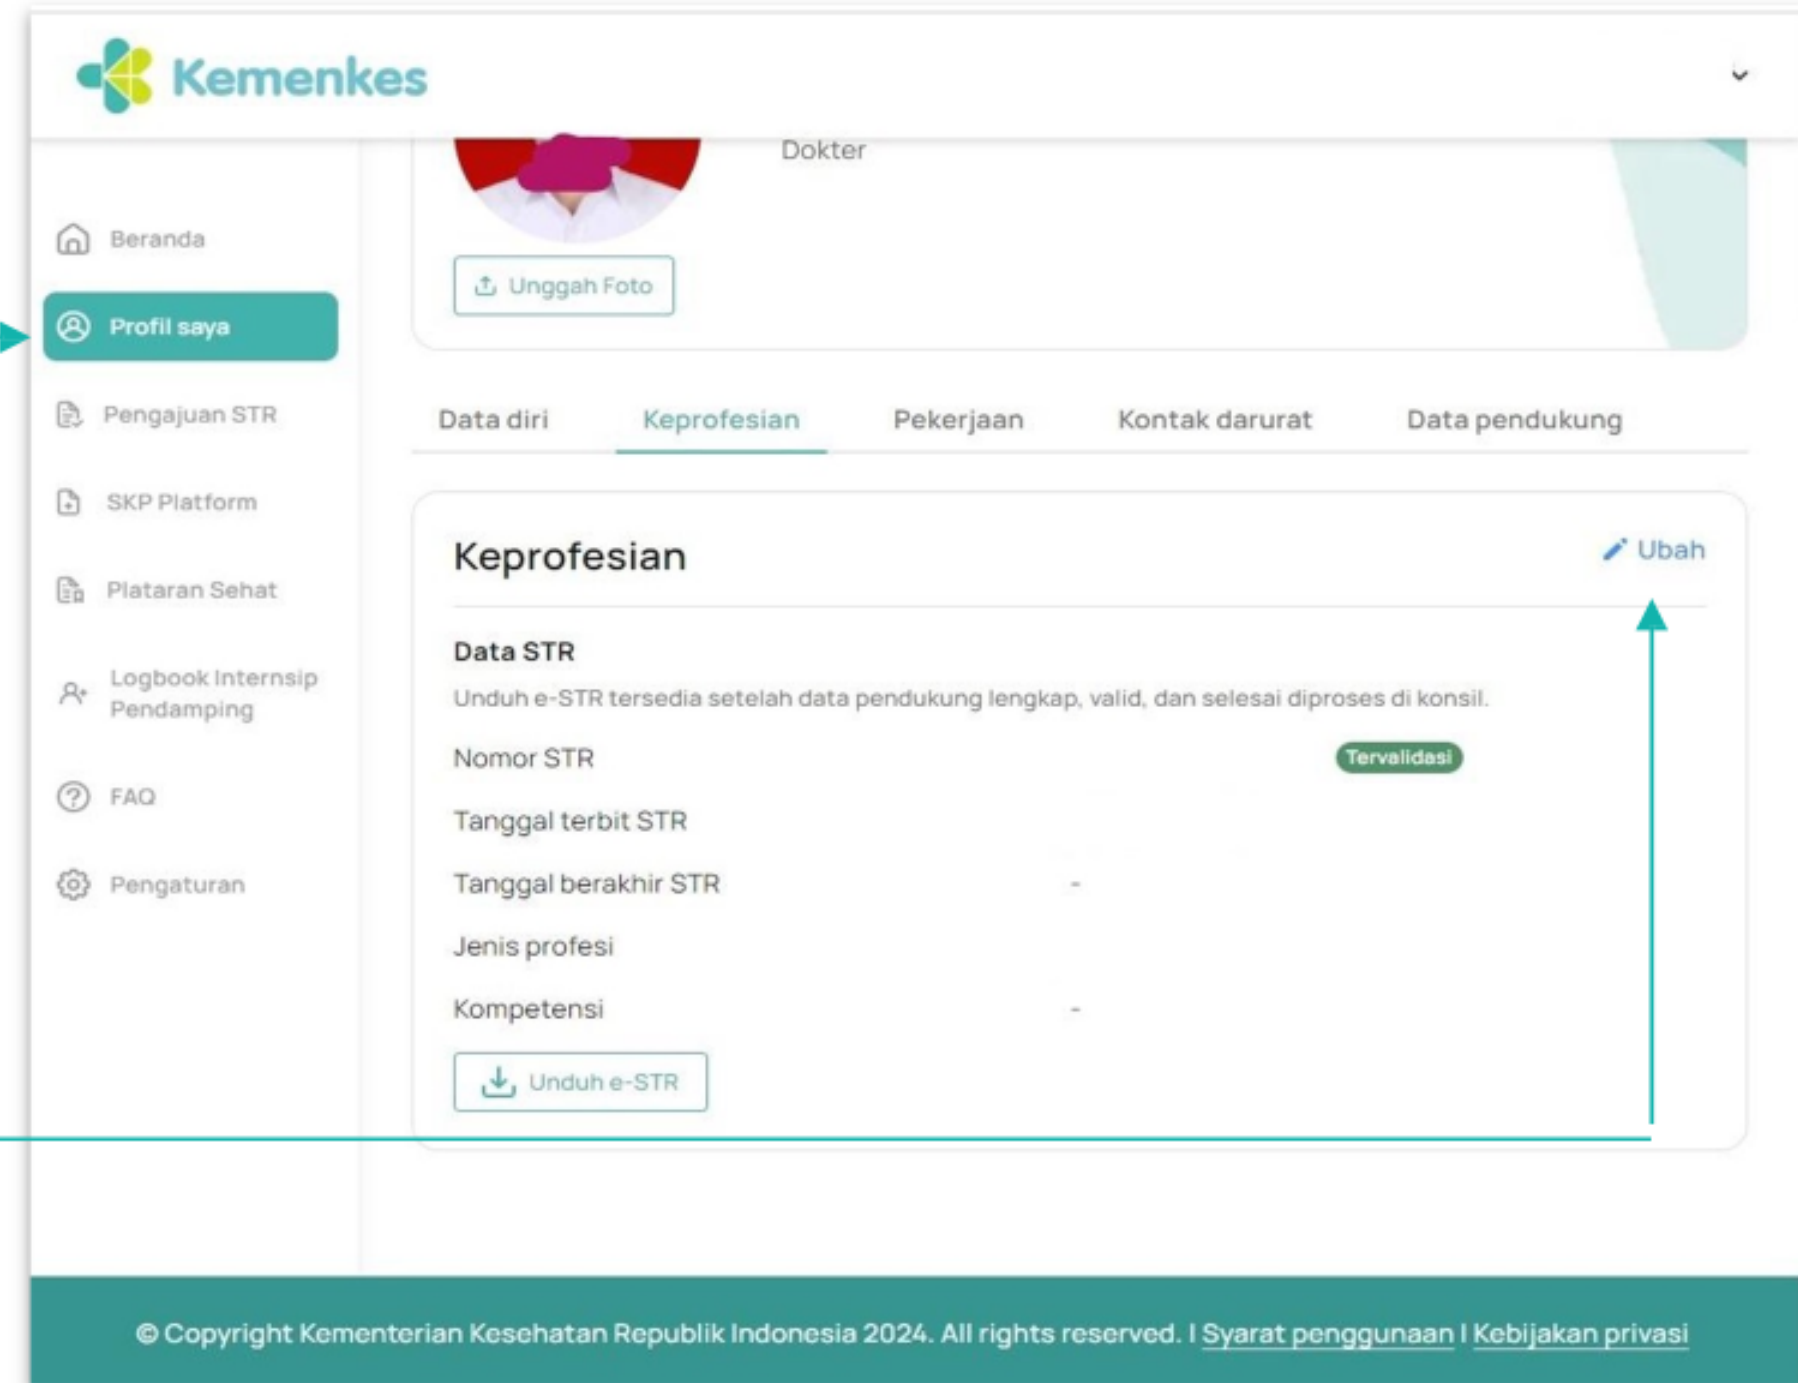 Kemenkes
Dokter
Unggah Foto
Beranda
Profil saya
Pengajuan STR
SKP Platform
Plataran Sehat
Logbook Internsip
Pendamping
FAQ
Pengaturan
Data diri Keprofesian Pekerjaan Kontak darurat Data pendukung
Keprofesian Ubah
Data STR
Unduh e-STR tersedia setelah data pendukung lengkap, valid, dan selesai diproses di konsil.
Nomor STR Tervalidasi
Tanggal terbit STR
Tanggal berakhir STR -
Jenis profesi
Kompetensi -
Unduh e-STR
© Copyright Kementerian Kesehatan Republik Indonesia 2024. All rights reserved. | Syarat penggunaan | Kebijakan privasi